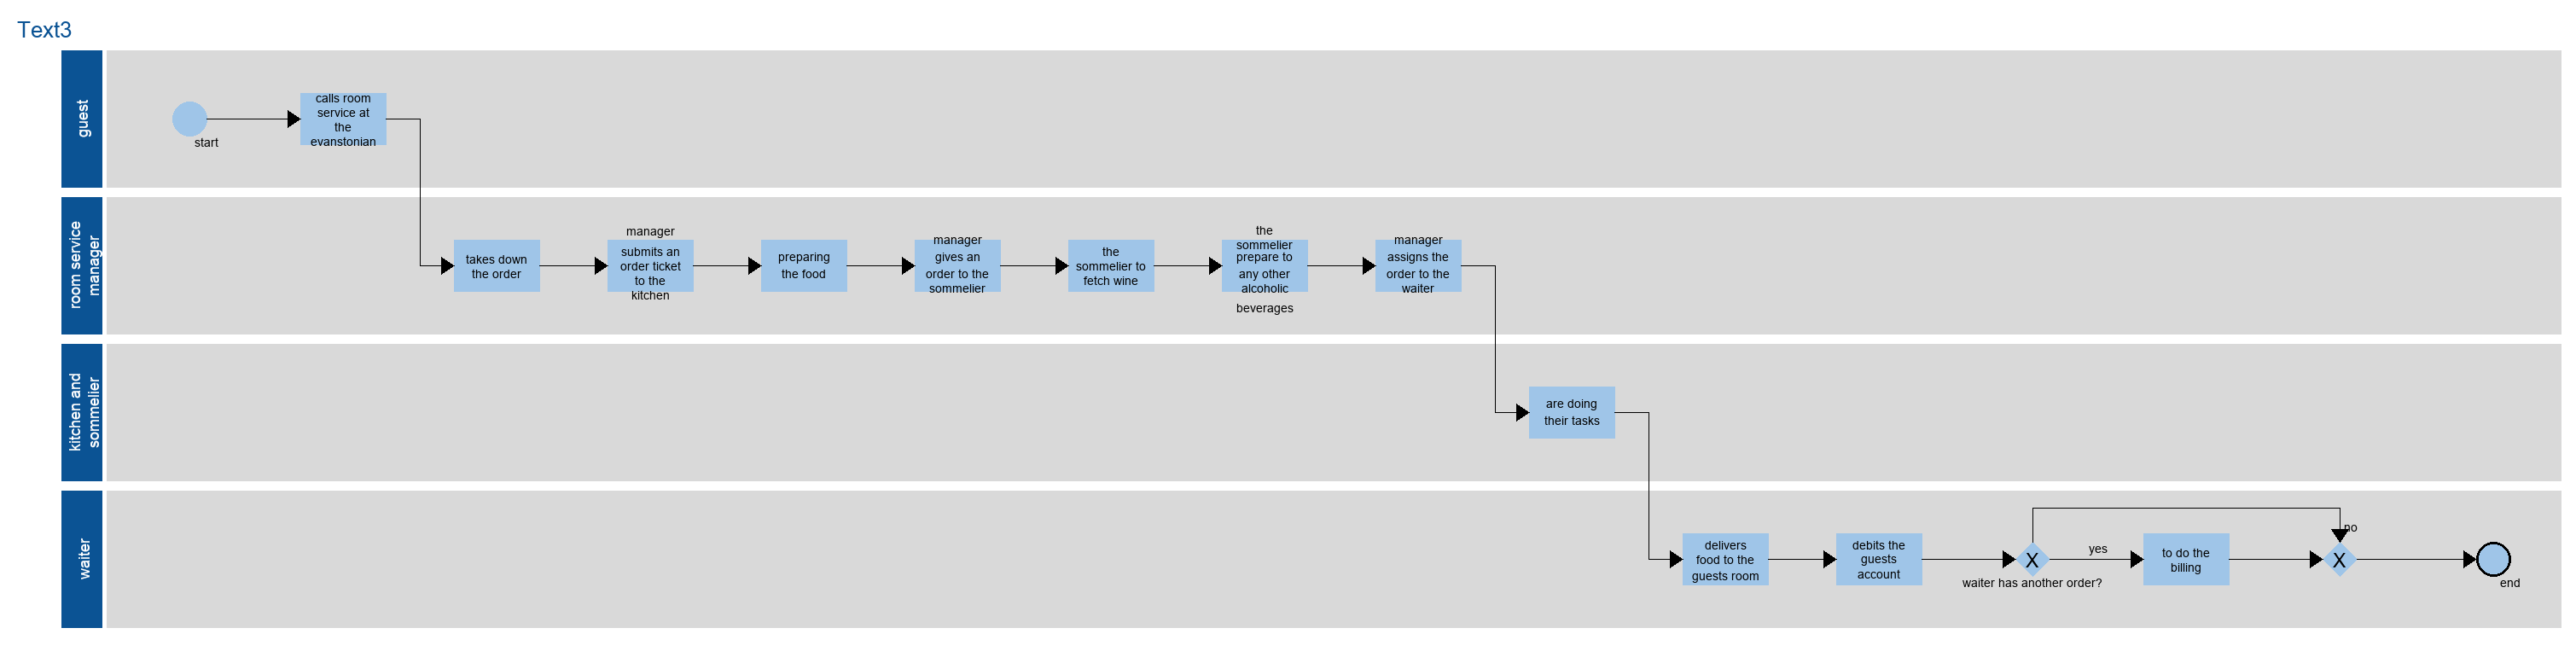 Text3
guest
start
calls room
service at
the
evanstonian
room service
manager
takes down
the order
manager
submits an
order ticket
to the
kitchen
preparing
the food
manager
gives an
order to the
sommelier
the
sommelier to
fetch wine
the
sommelier
prepare to
any other
alcoholic
beverages
manager
assigns the
order to the
waiter
kitchen and
sommelier
are doing
their tasks
waiter
delivers
food to the
guests room
debits the
guests
account
X
waiter has another order?
yes
to do the
billing
no
X
end